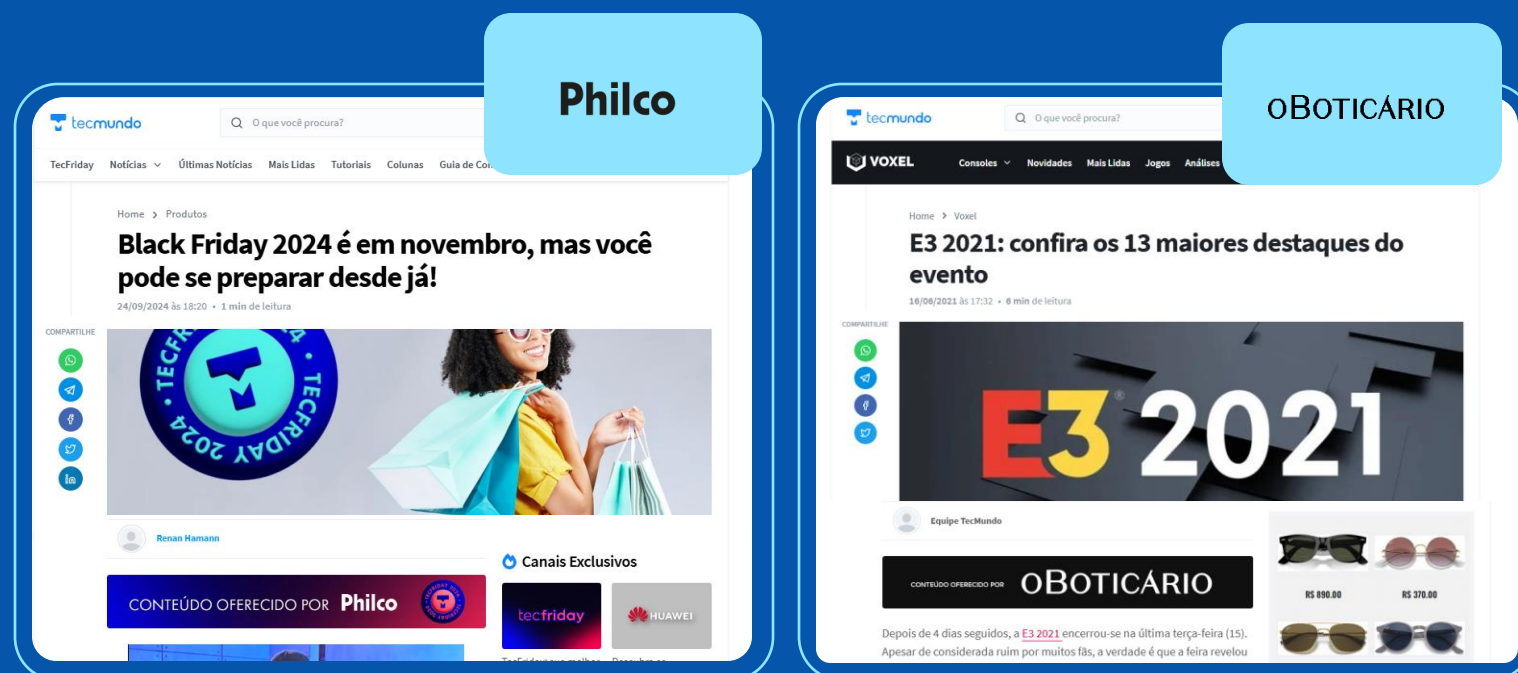 Philco
tecmundo
O que você procura?
TecFriday Notícias Últimas Notícias Mais Lidas Tutoriais Colunas Guia de
Home > Produtos
Black Friday 2024 é em novembro, mas você
pode se preparar desde já!
24/09/2024 às 18:20 • 1 min de leitura
COMPARTILHE
TECFRIDAY 2024 • TECFRIDAY 2024 •
Renan Hamann
Canais Exclusivos
CONTEÚDO OFERECIDO POR Philco
tecfriday
HUAWEI
oBOTICÁRIO
tecmundo
O que você procura?
VOXEL Consoles Novidades Mais Lidas Jogos Análises
Home > Voxel
E3 2021: confira os 13 maiores destaques do
evento
16/06/2021 às 17:32 • 6 min de leitura
COMPARTILHE
E3® 2021
Equipe TecMundo
CONTEÚDO OFERECIDO POR oBOTICÁRIO
R$ 890.00 R$ 370.00
Depois de 4 dias seguidos, a E3 2021 encerrou-se na última terça-feira (15).
Apesar de considerada ruim por muitos fãs, a verdade é que a feira revelou